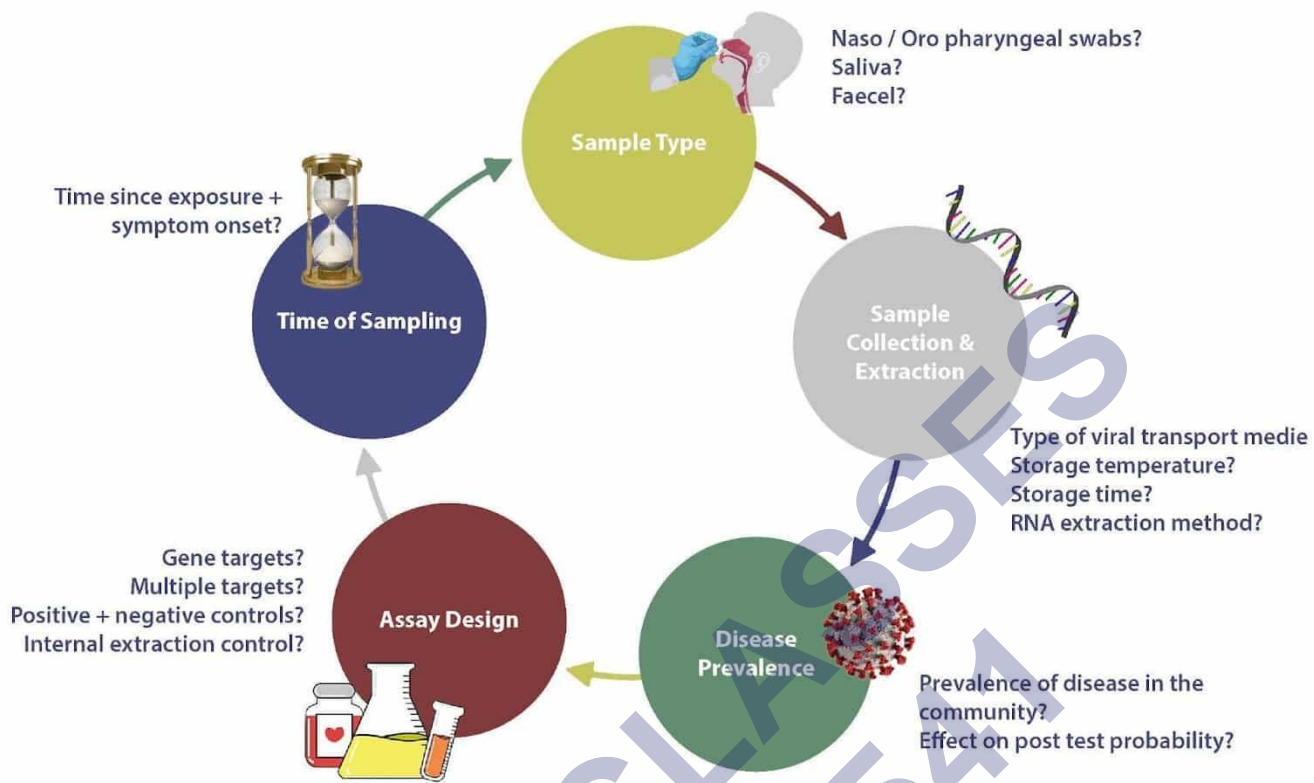 Naso / Oro pharyngeal swabs?
Saliva?
Faecel?
Sample Type
Time since exposure +
symptom onset?
Time of Sampling
Sample
Collection &
Extraction
Type of viral transport medie
Storage temperature?
Storage time?
RNA extraction method?
Gene targets?
Multiple targets?
Positive + negative controls?
Internal extraction control?
Assay Design
Disease
Prevalence
Prevalence of disease in the
community?
Effect on post test probability?
CLASSES
541